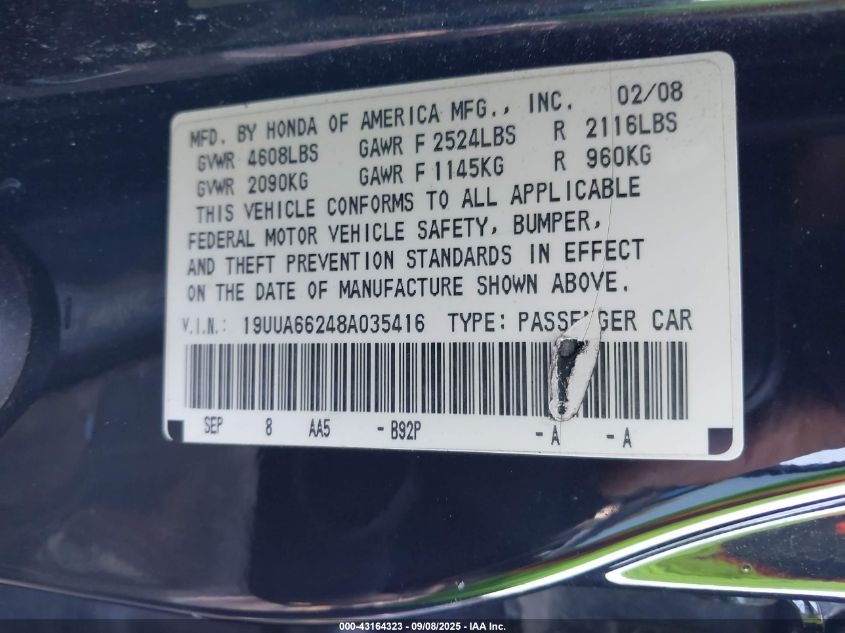 MFD. BY HONDA OF AMERICA MFG., INC. 02/08
GVWR 4608LBS GAWR F 2524LBS R 2116LBS
GVWR 2090KG GAWR F 1145KG R 960KG
THIS VEHICLE CONFORMS TO ALL APPLICABLE
FEDERAL MOTOR VEHICLE SAFETY, BUMPER,
AND THEFT PREVENTION STANDARDS IN EFFECT
ON THE DATE OF MANUFACTURE SHOWN ABOVE.
V.I.N.: 19UUA66248A035416 TYPE: PASSENGER CAR
SEP 8 AA5 - B92P - A - A
000-43164323 - 09/08/2025 - IAA Inc.